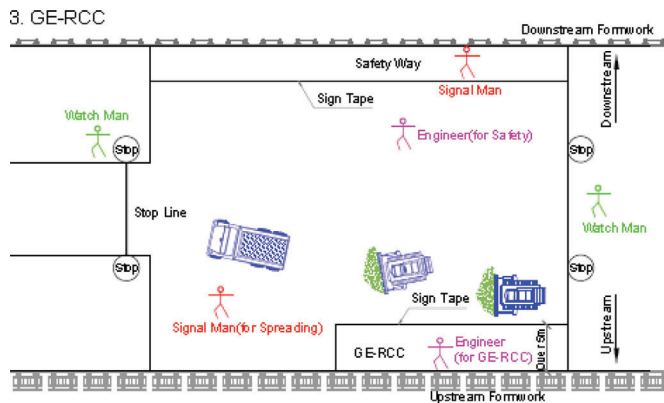 3. GE-RCC
Downstream Formwork
Safety Way
Signal Man
Sign Tape
Downstream
Watch Man
Engineer(for Safety)
Stop
Stop
Stop Line
Watch Man
Stop
Stop
Sign Tape
Signal Man(for Spreading)
Upstream
GE-RCC
Engineer
(for GE-RCC)
Over 5m
Upstream Formwork